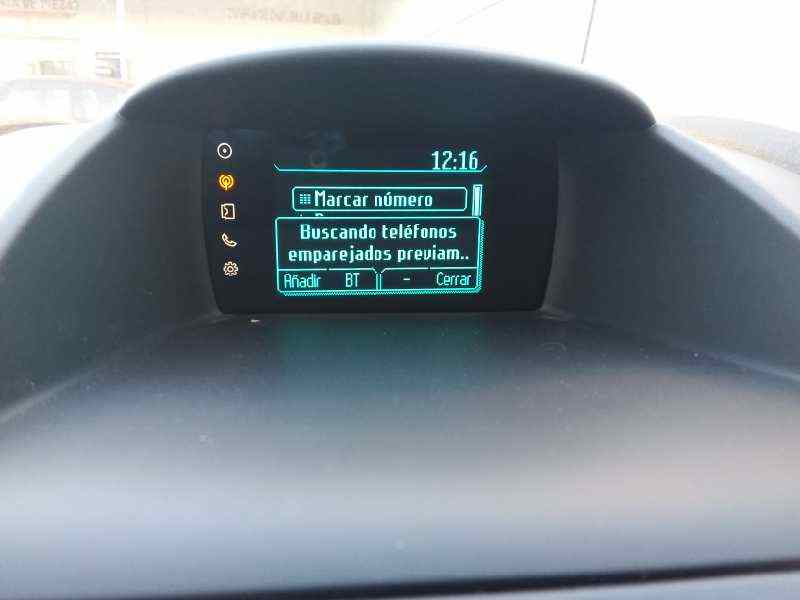 12:16
Marcar número
Buscando teléfonos
emparejados previam..
Añadir BT - Cerrar